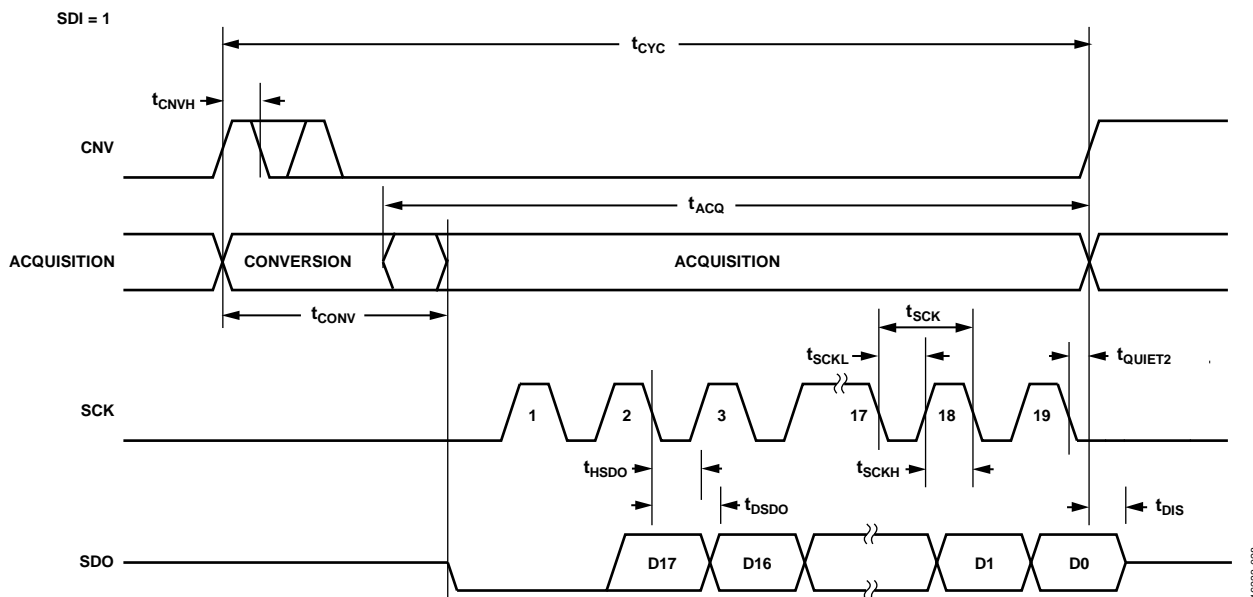 SDI = 1
tCYC
tCNVH
CNV
tACQ
ACQUISITION
CONVERSION
ACQUISITION
tCONV
tSCK
tSCKL
tQUIET2
SCK
1
2
3
17
18
19
tHSDO
tSCKH
tDSDO
tDIS
SDO
D17
D16
D1
D0